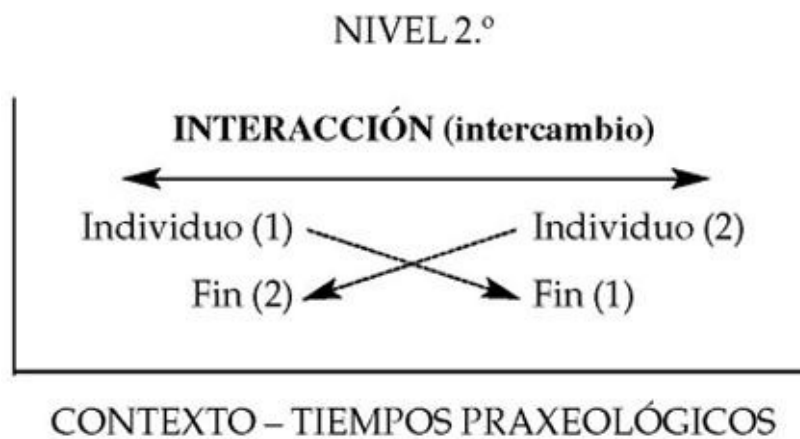 NIVEL 2.º
INTERACCIÓN (intercambio)
Individuo (1) Individuo (2)
Fin (2) Fin (1)
CONTEXTO – TIEMPOS PRAXEOLÓGICOS